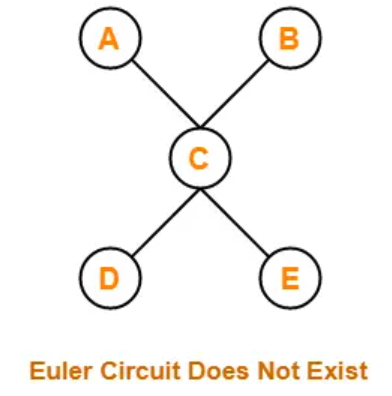 A B
C
D E
Euler Circuit Does Not Exist